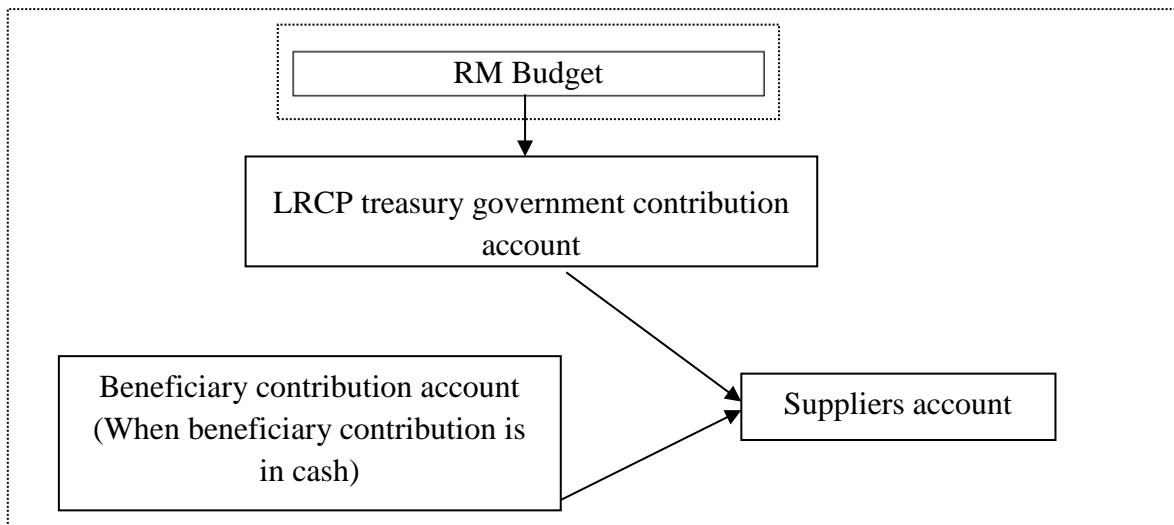 RM Budget
LRCP treasury government contribution
account
Beneficiary contribution account
(When beneficiary contribution is
in cash)
Suppliers account